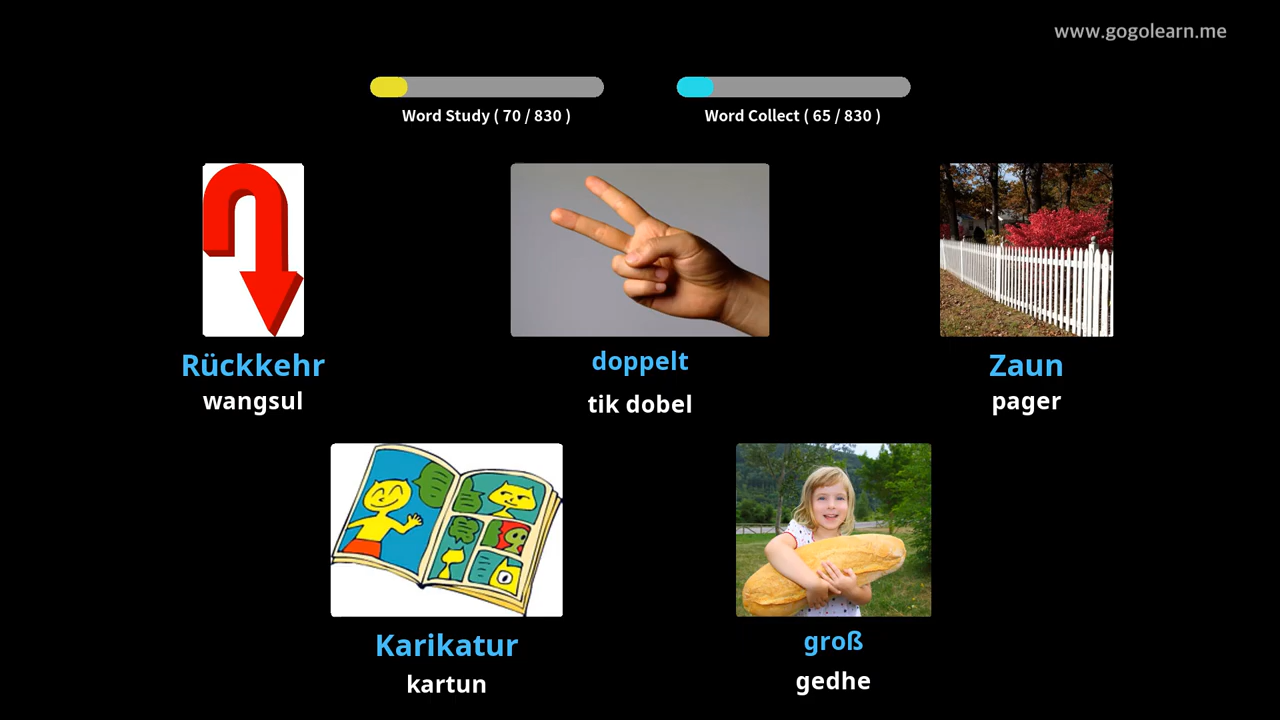 www.gogolearn.me
Word Study ( 70 / 830 )
Word Collect ( 65 / 830 )
Rückkehr
wangsul
doppelt
tik dobel
Zaun
pager
Karikatur
kartun
groß
gedhe